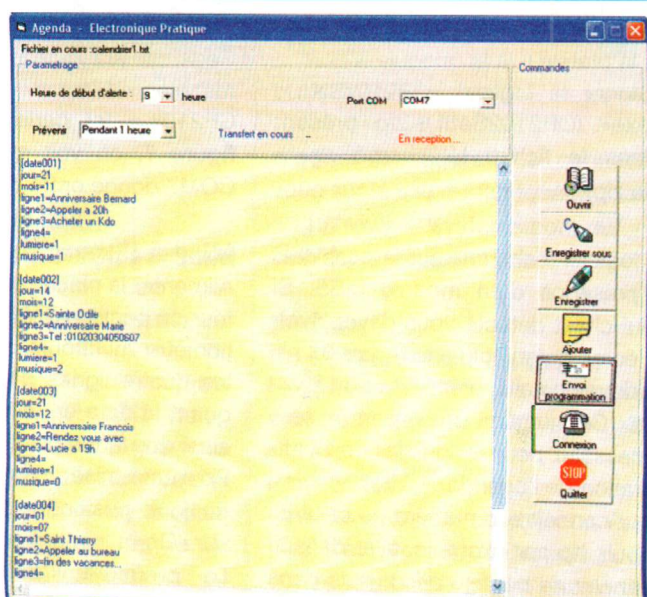 Agenda - Electronique Pratique
Fichier en cours :calendrier1.txt
Parametrage
Commandes
Heure de début d'alerte : 9 heure
Port COM COM7
Prévenir Pendant 1 heure
Transfert en cours ..
En reception...
[date001]
jour=21
mois=11
ligne1=Anniversaire Bernard
ligne2=Appeler a 20h
ligne3=Acheter un Kdo
ligne4=
lumiere=1
musique=1
[date002]
jour=14
mois=12
ligne1=Sainte Odile
ligne2=Anniversaire Marie
ligne3=Tel :01020304050607
ligne4=
lumiere=1
musique=2
[date003]
jour=21
mois=12
ligne1=Anniversaire Francois
ligne2=Rendez vous avec
ligne3=Lucie a 19h
ligne4=
lumiere=1
musique=0
[date004]
jour=01
mois=07
ligne1=Saint Thierry
ligne2=Appeler au bureau
ligne3=fin des vacances...
ligne4=
Ouvrir
Enregistrer sous
Enregistrer
Ajouter
Envoi
programmation
Connexion
STOP
Quitter